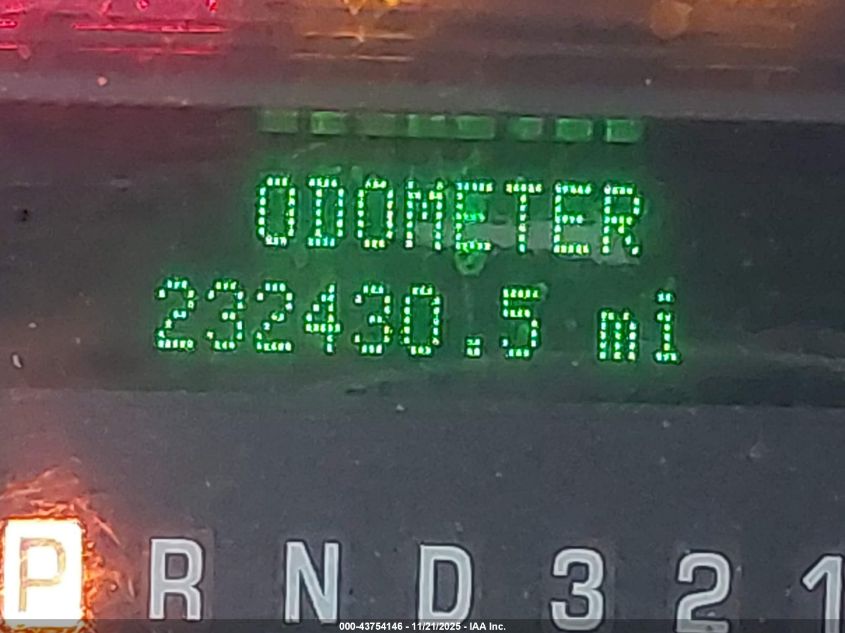 ODOMETER
232430.5 mi
P R N D 3 2 1
000-43754146 - 11/21/2025 - IAA Inc.